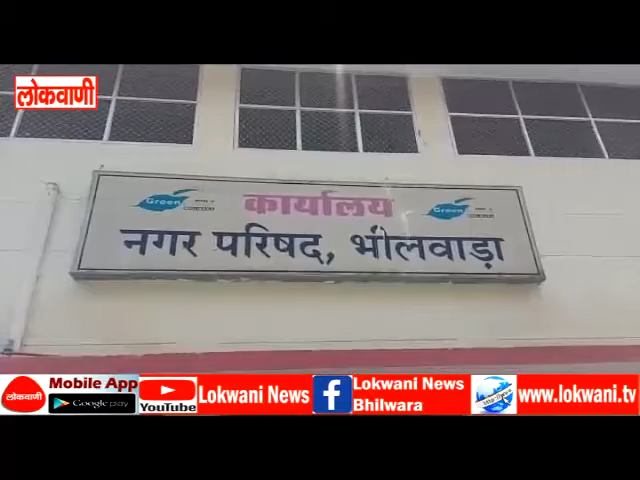 लोकवाणी
Green
Green
कार्यालय
नगर परिषद, भीलवाड़ा
लोकवाणी
Mobile App
Google play
YouTube
Lokwani News
f
Lokwani News
Bhilwara
www.lokwani.tv